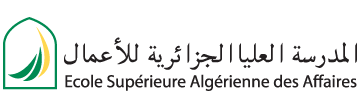 المدرسة العليا الجزائرية للأعمال
Ecole Supérieure Algérienne des Affaires